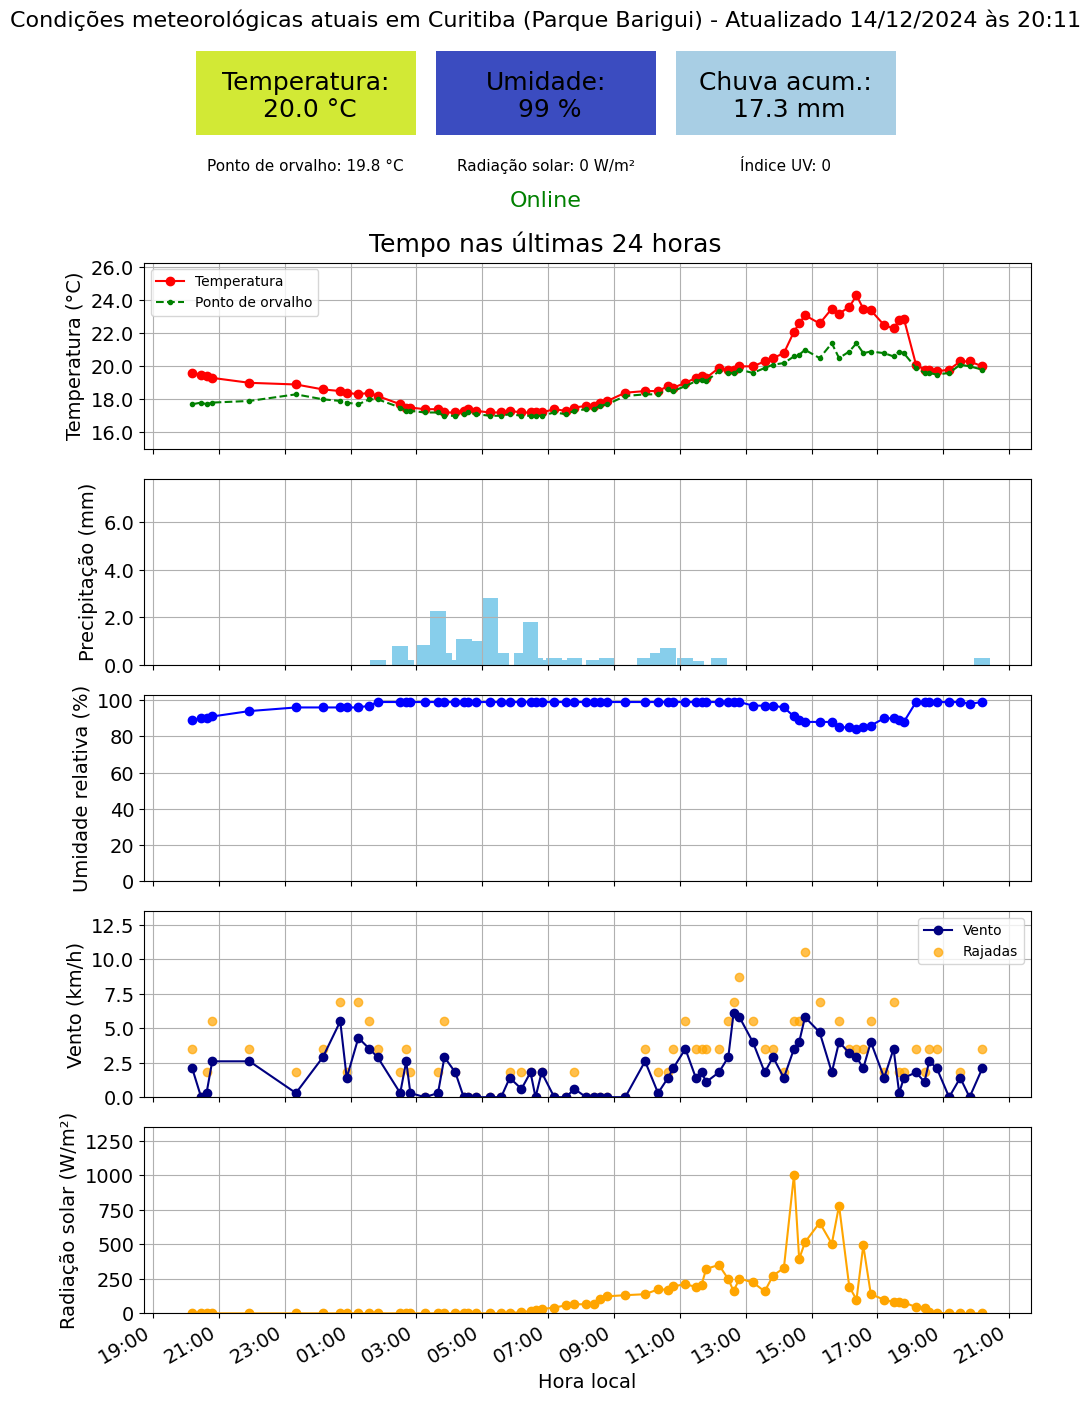 Condições meteorológicas atuais em Curitiba (Parque Barigui) - Atualizado 14/12/2024 às 20:11
Temperatura:
20.0 °C
Umidade:
99 %
Chuva acum.:
17.3 mm
Ponto de orvalho: 19.8 °C
Radiação solar: 0 W/m²
Índice UV: 0
Online
Tempo nas últimas 24 horas
Temperatura (°C)
26.0
24.0
22.0
20.0
18.0
16.0
Temperatura
Ponto de orvalho
Precipitação (mm)
6.0
4.0
2.0
0.0
Umidade relativa (%)
100
80
60
40
20
0
Vento (km/h)
12.5
10.0
7.5
5.0
2.5
0.0
Vento
Rajadas
Radiação solar (W/m²)
1250
1000
750
500
250
0
19:00
21:00
23:00
01:00
03:00
05:00
07:00
09:00
11:00
13:00
15:00
17:00
19:00
21:00
Hora local